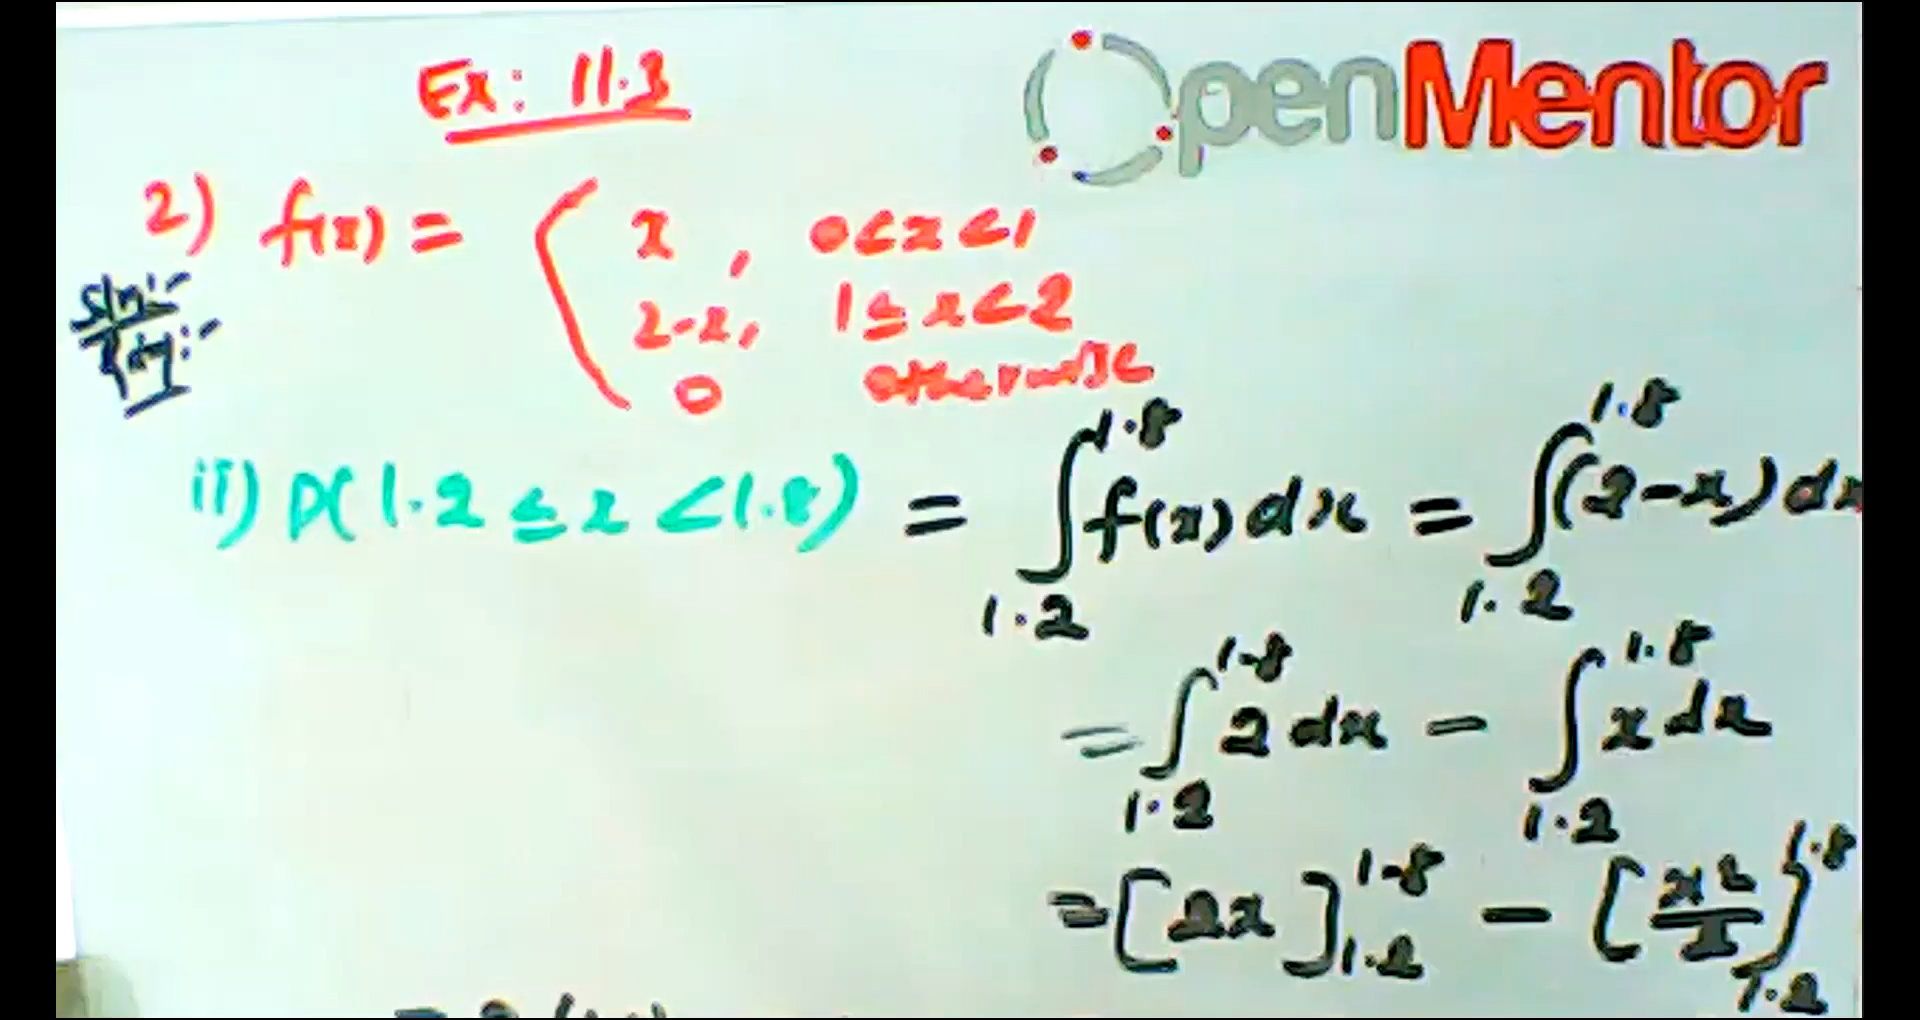 Ex: 11.3
OpenMentor
2) f(x) = { x , 0<x<1
2-x, 1≤x<2
0 otherwise
Sln:-
ii) P(1.2 ≤ x < 1.8) = ∫_{1.2}^{1.8} f(x) dx = ∫_{1.2}^{1.8} (2-x) dx
= ∫_{1.2}^{1.8} 2 dx - ∫_{1.2}^{1.8} x dx
= [2x]_{1.2}^{1.8} - [x²/2]_{1.2}^{1.8}